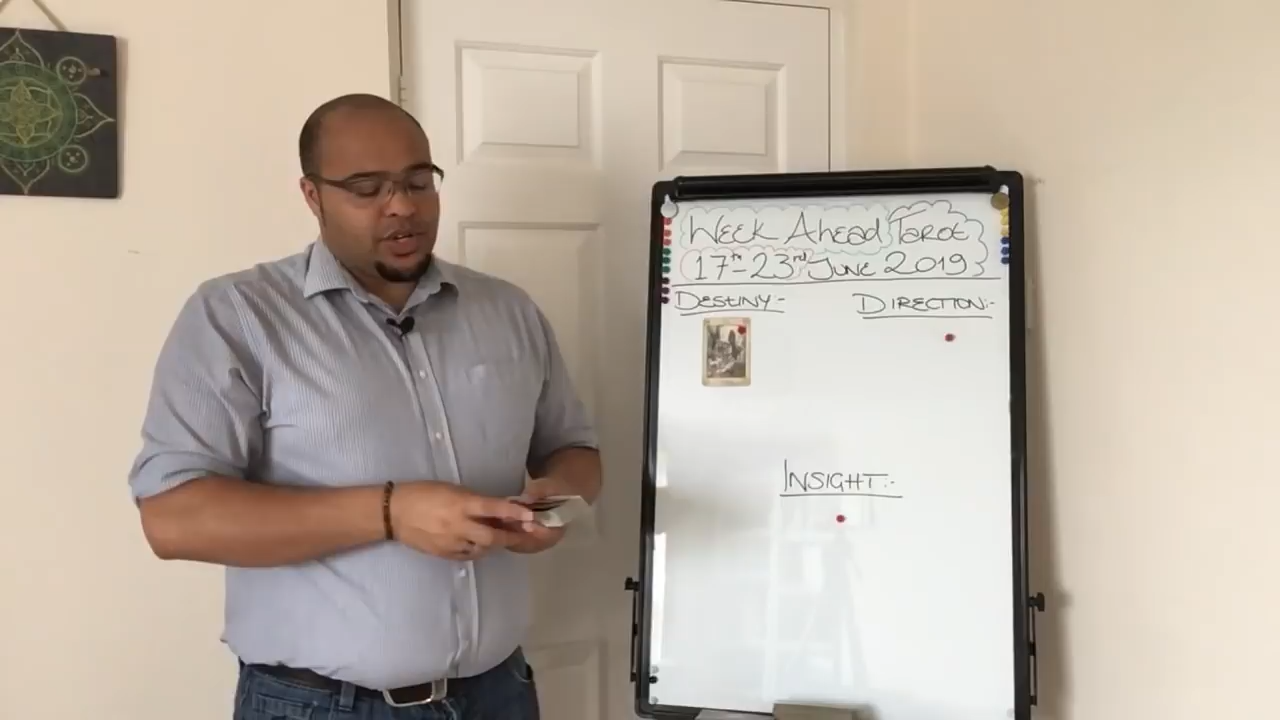 Week Ahead Tarot
17th-23rd June 2019
Destiny:-
Direction:-
Insight:-